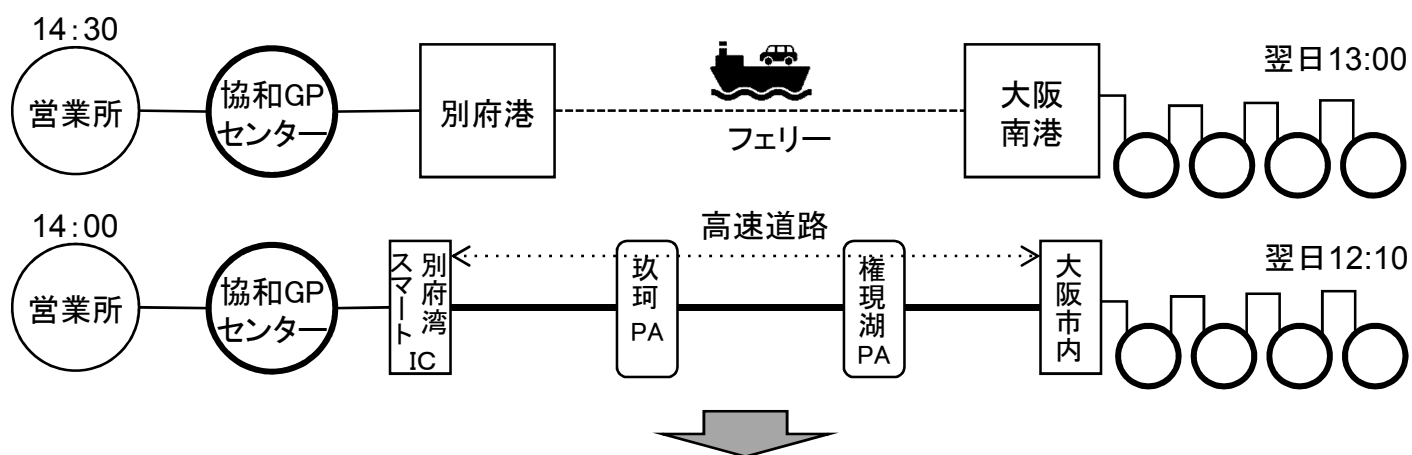 14：30
営業所
協和GP
センター
別府港
フェリー
大阪
南港
翌日13:00
14：00
営業所
協和GP
センター
別府湾
スマート
IC
高速道路
玖珂
PA
権現湖
PA
大阪市内
翌日12:10